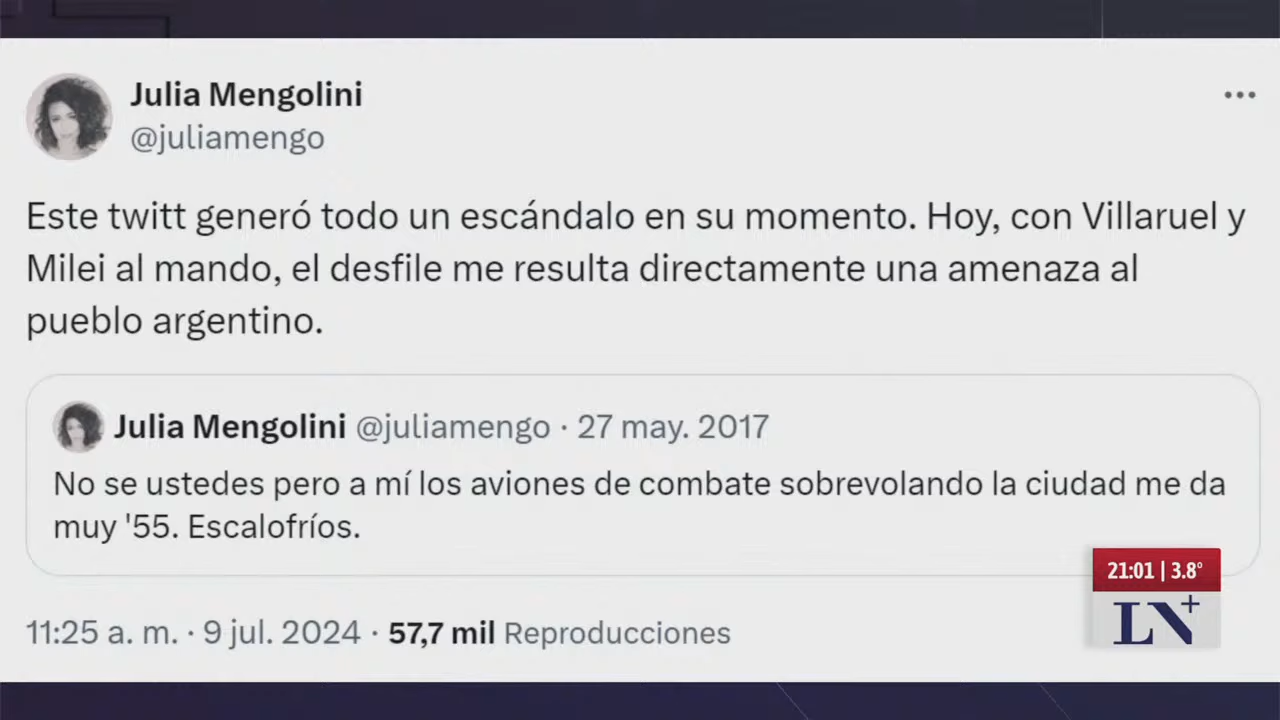 Julia Mengolini
@juliamengo
Este twitt generó todo un escándalo en su momento. Hoy, con Villaruel y
Milei al mando, el desfile me resulta directamente una amenaza al
pueblo argentino.
Julia Mengolini @juliamengo · 27 may. 2017
No se ustedes pero a mí los aviones de combate sobrevolando la ciudad me da
muy '55. Escalofríos.
21:01 | 3.8°
LN+
11:25 a. m. · 9 jul. 2024 · 57,7 mil Reproducciones